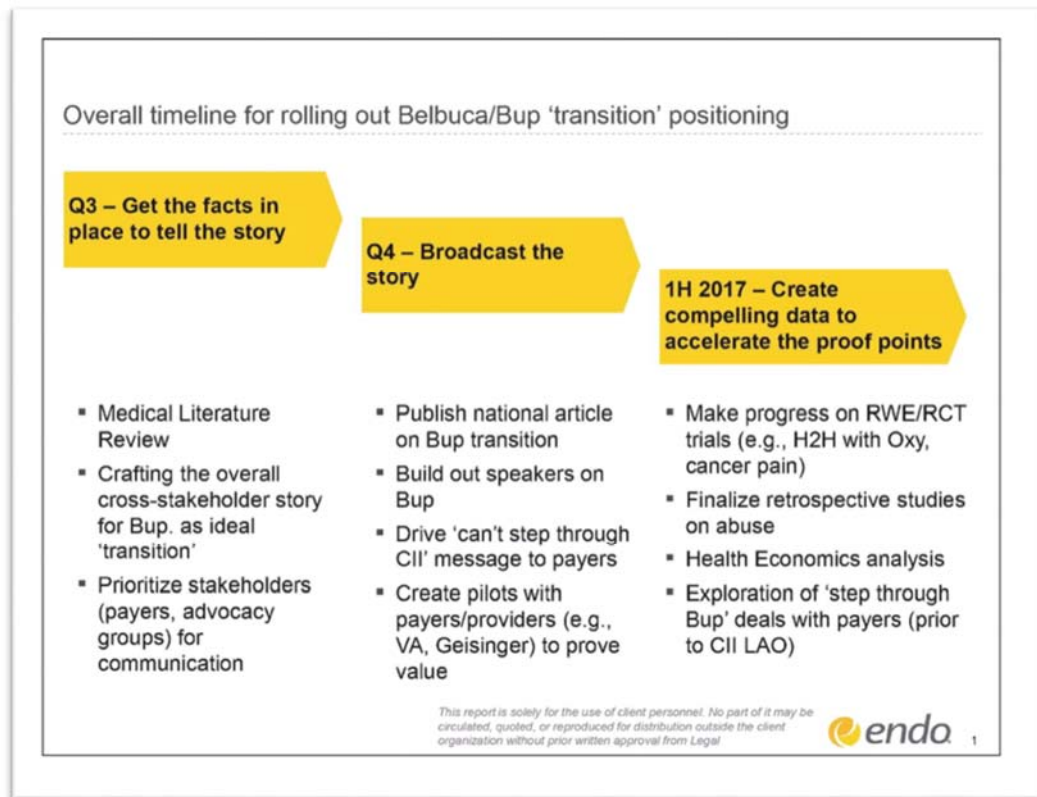 Overall timeline for rolling out Belbuca/Bup ‘transition’ positioning
Q3 – Get the facts in
place to tell the story
▪ Medical Literature
Review
▪ Crafting the overall
cross-stakeholder story
for Bup. as ideal
‘transition’
▪ Prioritize stakeholders
(payers, advocacy
groups) for
communication
Q4 – Broadcast the
story
▪ Publish national article
on Bup transition
▪ Build out speakers on
Bup
▪ Drive ‘can’t step through
CII’ message to payers
▪ Create pilots with
payers/providers (e.g.,
VA, Geisinger) to prove
value
1H 2017 – Create
compelling data to
accelerate the proof points
▪ Make progress on RWE/RCT
trials (e.g., H2H with Oxy,
cancer pain)
▪ Finalize retrospective studies
on abuse
▪ Health Economics analysis
▪ Exploration of ‘step through
Bup’ deals with payers (prior
to CII LAO)
This report is solely for the use of client personnel. No part of it may be
circulated, quoted, or reproduced for distribution outside the client
organization without prior written approval from Legal
endo
1